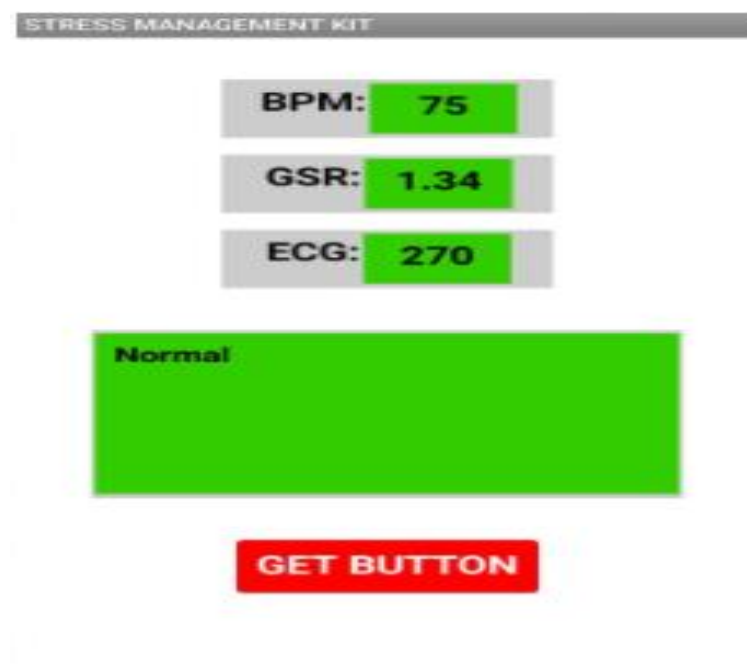 STRESS MANAGEMENT KIT
BPM: 75
GSR: 1.34
ECG: 270
Normal
GET BUTTON